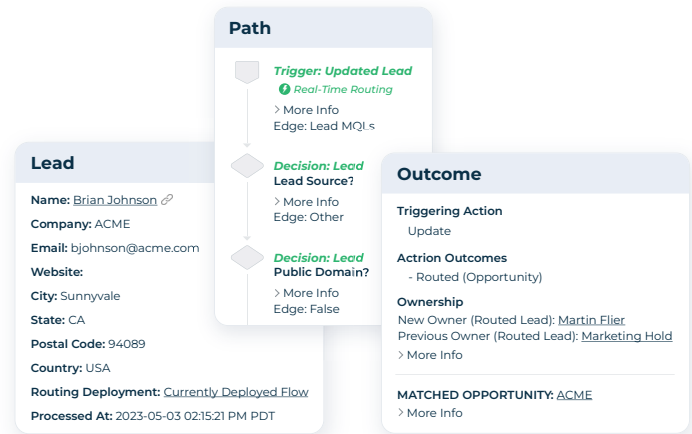 Path
Trigger: Updated Lead
Real-Time Routing
> More Info
Edge: Lead MQLs
Decision: Lead
Lead Source?
> More Info
Edge: Other
Decision: Lead
Public Domain?
> More Info
Edge: False
Lead
Name: Brian Johnson
Company: ACME
Email: bjohnson@acme.com
Website:
City: Sunnyvale
State: CA
Postal Code: 94089
Country: USA
Routing Deployment: Currently Deployed Flow
Processed At: 2023-05-03 02:15:21 PM PDT
Outcome
Triggering Action
Update
Actrion Outcomes
- Routed (Opportunity)
Ownership
New Owner (Routed Lead): Martin Flier
Previous Owner (Routed Lead): Marketing Hold
> More Info
MATCHED OPPORTUNITY: ACME
> More Info